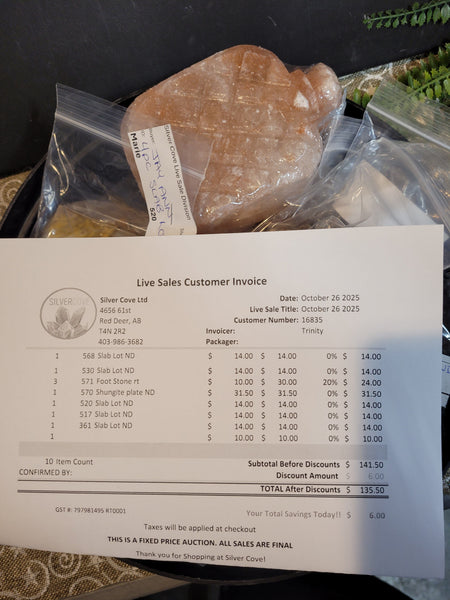 Silver Cove Live Sale Division
520
Marie
Live Sales Customer Invoice
SILVERCOVE
Silver Cove Ltd
4656 61st
Red Deer, AB
T4N 2R2
403-986-3682
Date: October 26 2025
Live Sale Title: October 26 2025
Customer Number: 16835
Invoicer: Trinity
Packager:
1 568 Slab Lot ND $ 14.00 $ 14.00 0% $ 14.00
1 530 Slab Lot ND $ 14.00 $ 14.00 0% $ 14.00
3 571 Foot Stone rt $ 10.00 $ 30.00 20% $ 24.00
1 570 Shungite plate ND $ 31.50 $ 31.50 0% $ 31.50
1 520 Slab Lot ND $ 14.00 $ 14.00 0% $ 14.00
1 517 Slab Lot ND $ 14.00 $ 14.00 0% $ 14.00
1 361 Slab Lot ND $ 14.00 $ 14.00 0% $ 14.00
1 $ 10.00 $ 10.00 0% $ 10.00
10 Item Count
Subtotal Before Discounts $ 141.50
CONFIRMED BY:
Discount Amount $ 6.00
TOTAL After Discounts $ 135.50
GST #: 797981495 RT0001
Your Total Savings Today!! $ 6.00
Taxes will be applied at checkout
THIS IS A FIXED PRICE AUCTION. ALL SALES ARE FINAL
Thank you for Shopping at Silver Cove!